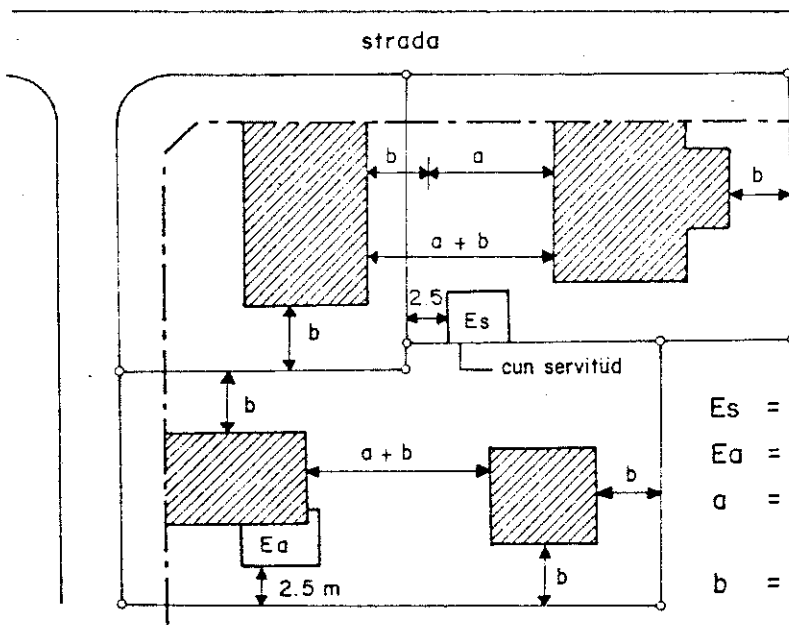 strada
b
a
b
a + b
2.5
Es
b
cun servitüd
b
Es =
a + b
b
Ea =
a =
Ea
b
2.5 m
b =